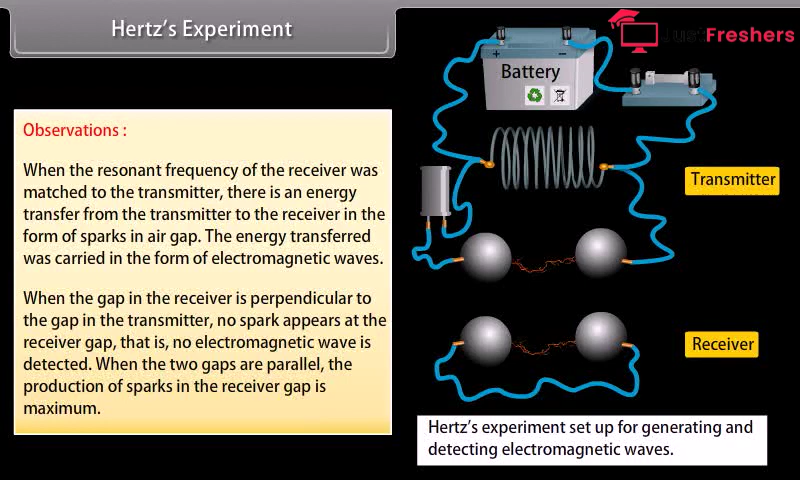 Hertz's Experiment
JustFreshers
Battery
+ −
Observations :
When the resonant frequency of the receiver was
matched to the transmitter, there is an energy
transfer from the transmitter to the receiver in the
form of sparks in air gap. The energy transferred
was carried in the form of electromagnetic waves.
When the gap in the receiver is perpendicular to
the gap in the transmitter, no spark appears at the
receiver gap, that is, no electromagnetic wave is
detected. When the two gaps are parallel, the
production of sparks in the receiver gap is
maximum.
Transmitter
Receiver
Hertz's experiment set up for generating and
detecting electromagnetic waves.